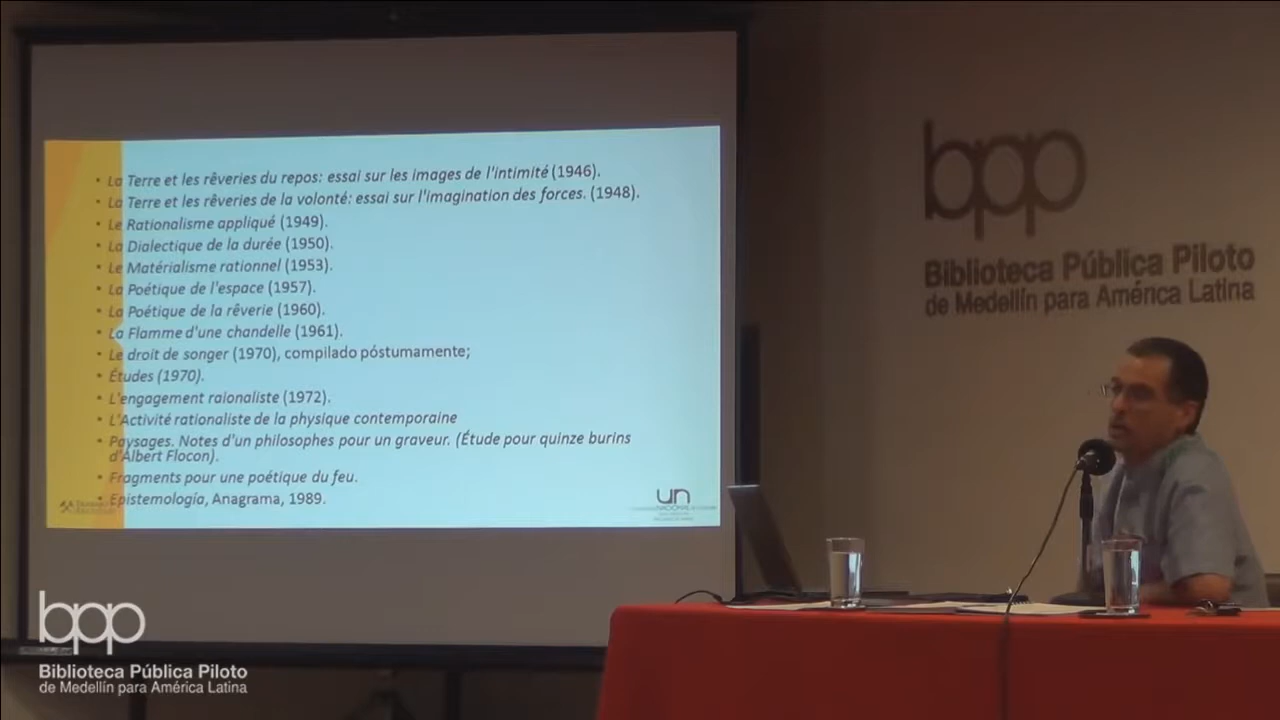 • La Terre et les rêveries du repos: essai sur les images de l'intimité (1946).
• La Terre et les rêveries de la volonté: essai sur l'imagination des forces. (1948).
• Le Rationalisme appliqué (1949).
• La Dialectique de la durée (1950).
• Le Matérialisme rationnel (1953).
• La Poétique de l'espace (1957).
• La Poétique de la rêverie (1960).
• La Flamme d'une chandelle (1961).
• Le droit de songer (1970), compilado póstumamente;
• Études (1970).
• L'engagement raionaliste (1972).
• L'Activité rationaliste de la physique contemporaine
• Paysages. Notes d'un philosophes pour un graveur. (Étude pour quinze burins
d'Albert Flocon).
• Fragments pour une poétique du feu.
• Epistemología, Anagrama, 1989.
un
NACIONAL
bpp
Biblioteca Pública Piloto
de Medellín para América Latina
bpp
Biblioteca Pública Piloto
de Medellín para América Latina